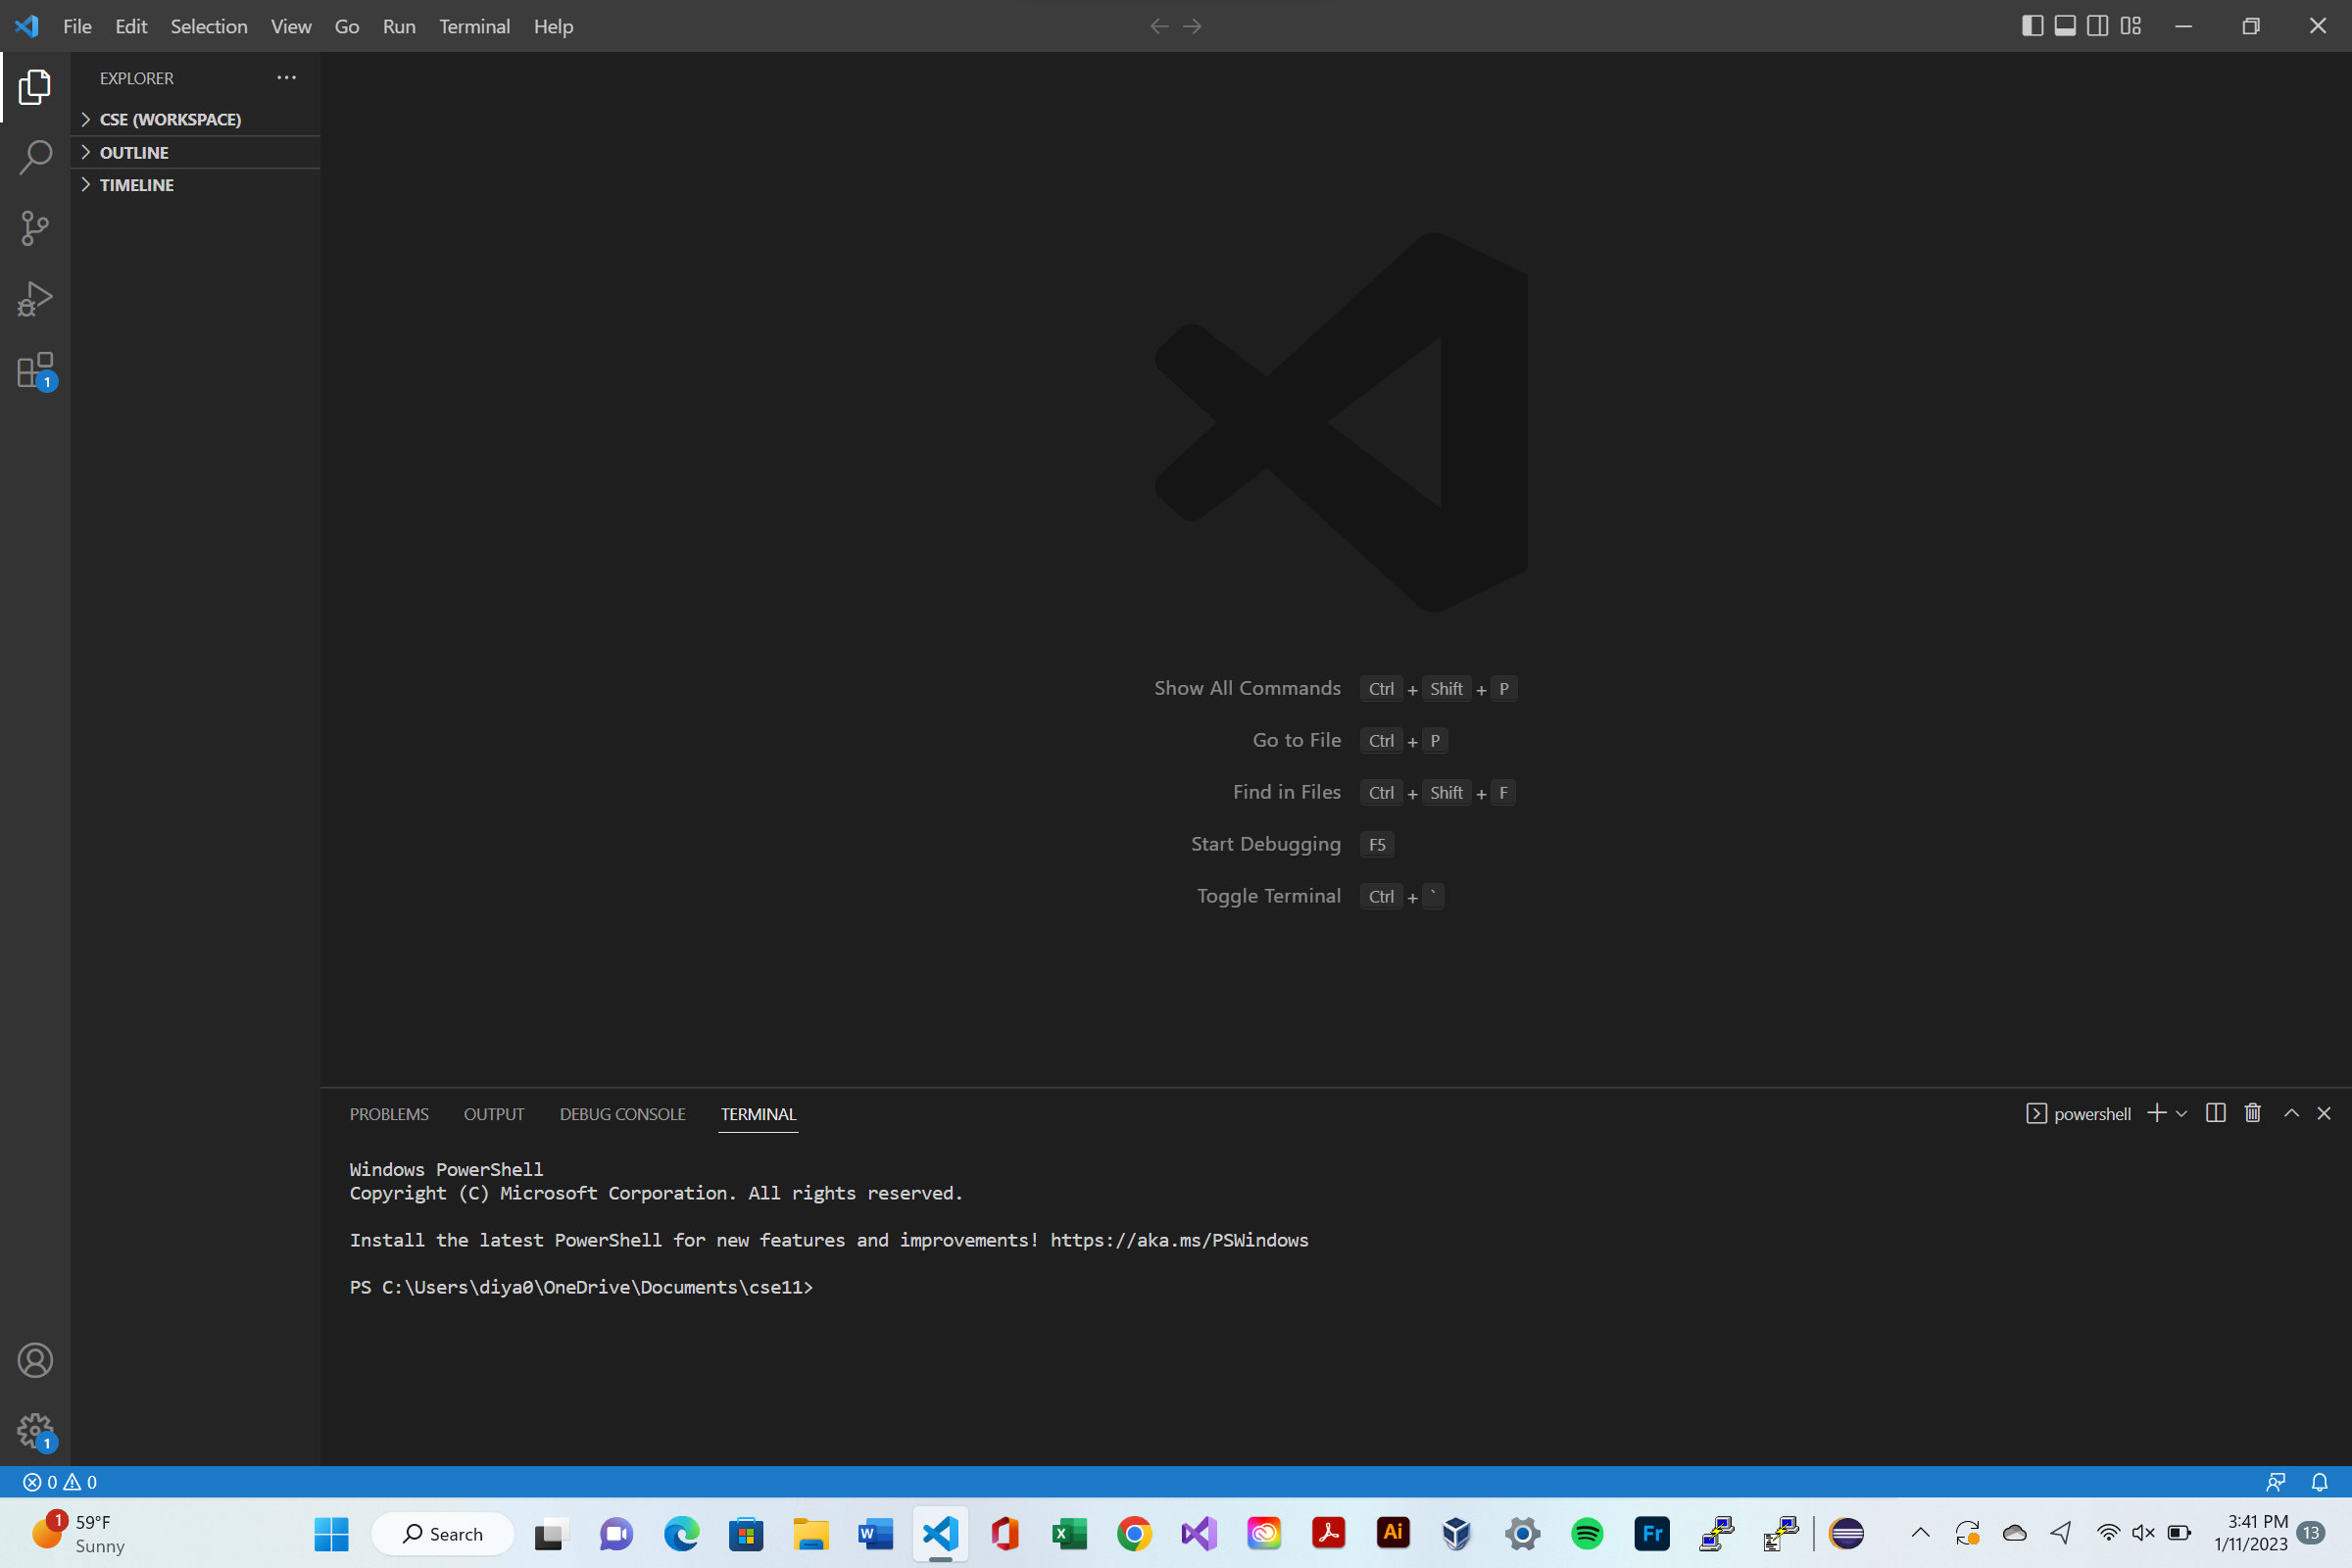 File Edit Selection View Go Run Terminal Help
EXPLORER
CSE (WORKSPACE)
OUTLINE
TIMELINE
1
Show All Commands Ctrl + Shift + P
Go to File Ctrl + P
Find in Files Ctrl + Shift + F
Start Debugging F5
Toggle Terminal Ctrl + `
PROBLEMS OUTPUT DEBUG CONSOLE TERMINAL
powershell
Windows PowerShell
Copyright (C) Microsoft Corporation. All rights reserved.
Install the latest PowerShell for new features and improvements! https://aka.ms/PSWindows
PS C:\Users\diya0\OneDrive\Documents\cse11>
1
0 0
1
59°F
Sunny
Search
W
X
Ai
Fr
3:41 PM
1/11/2023
13